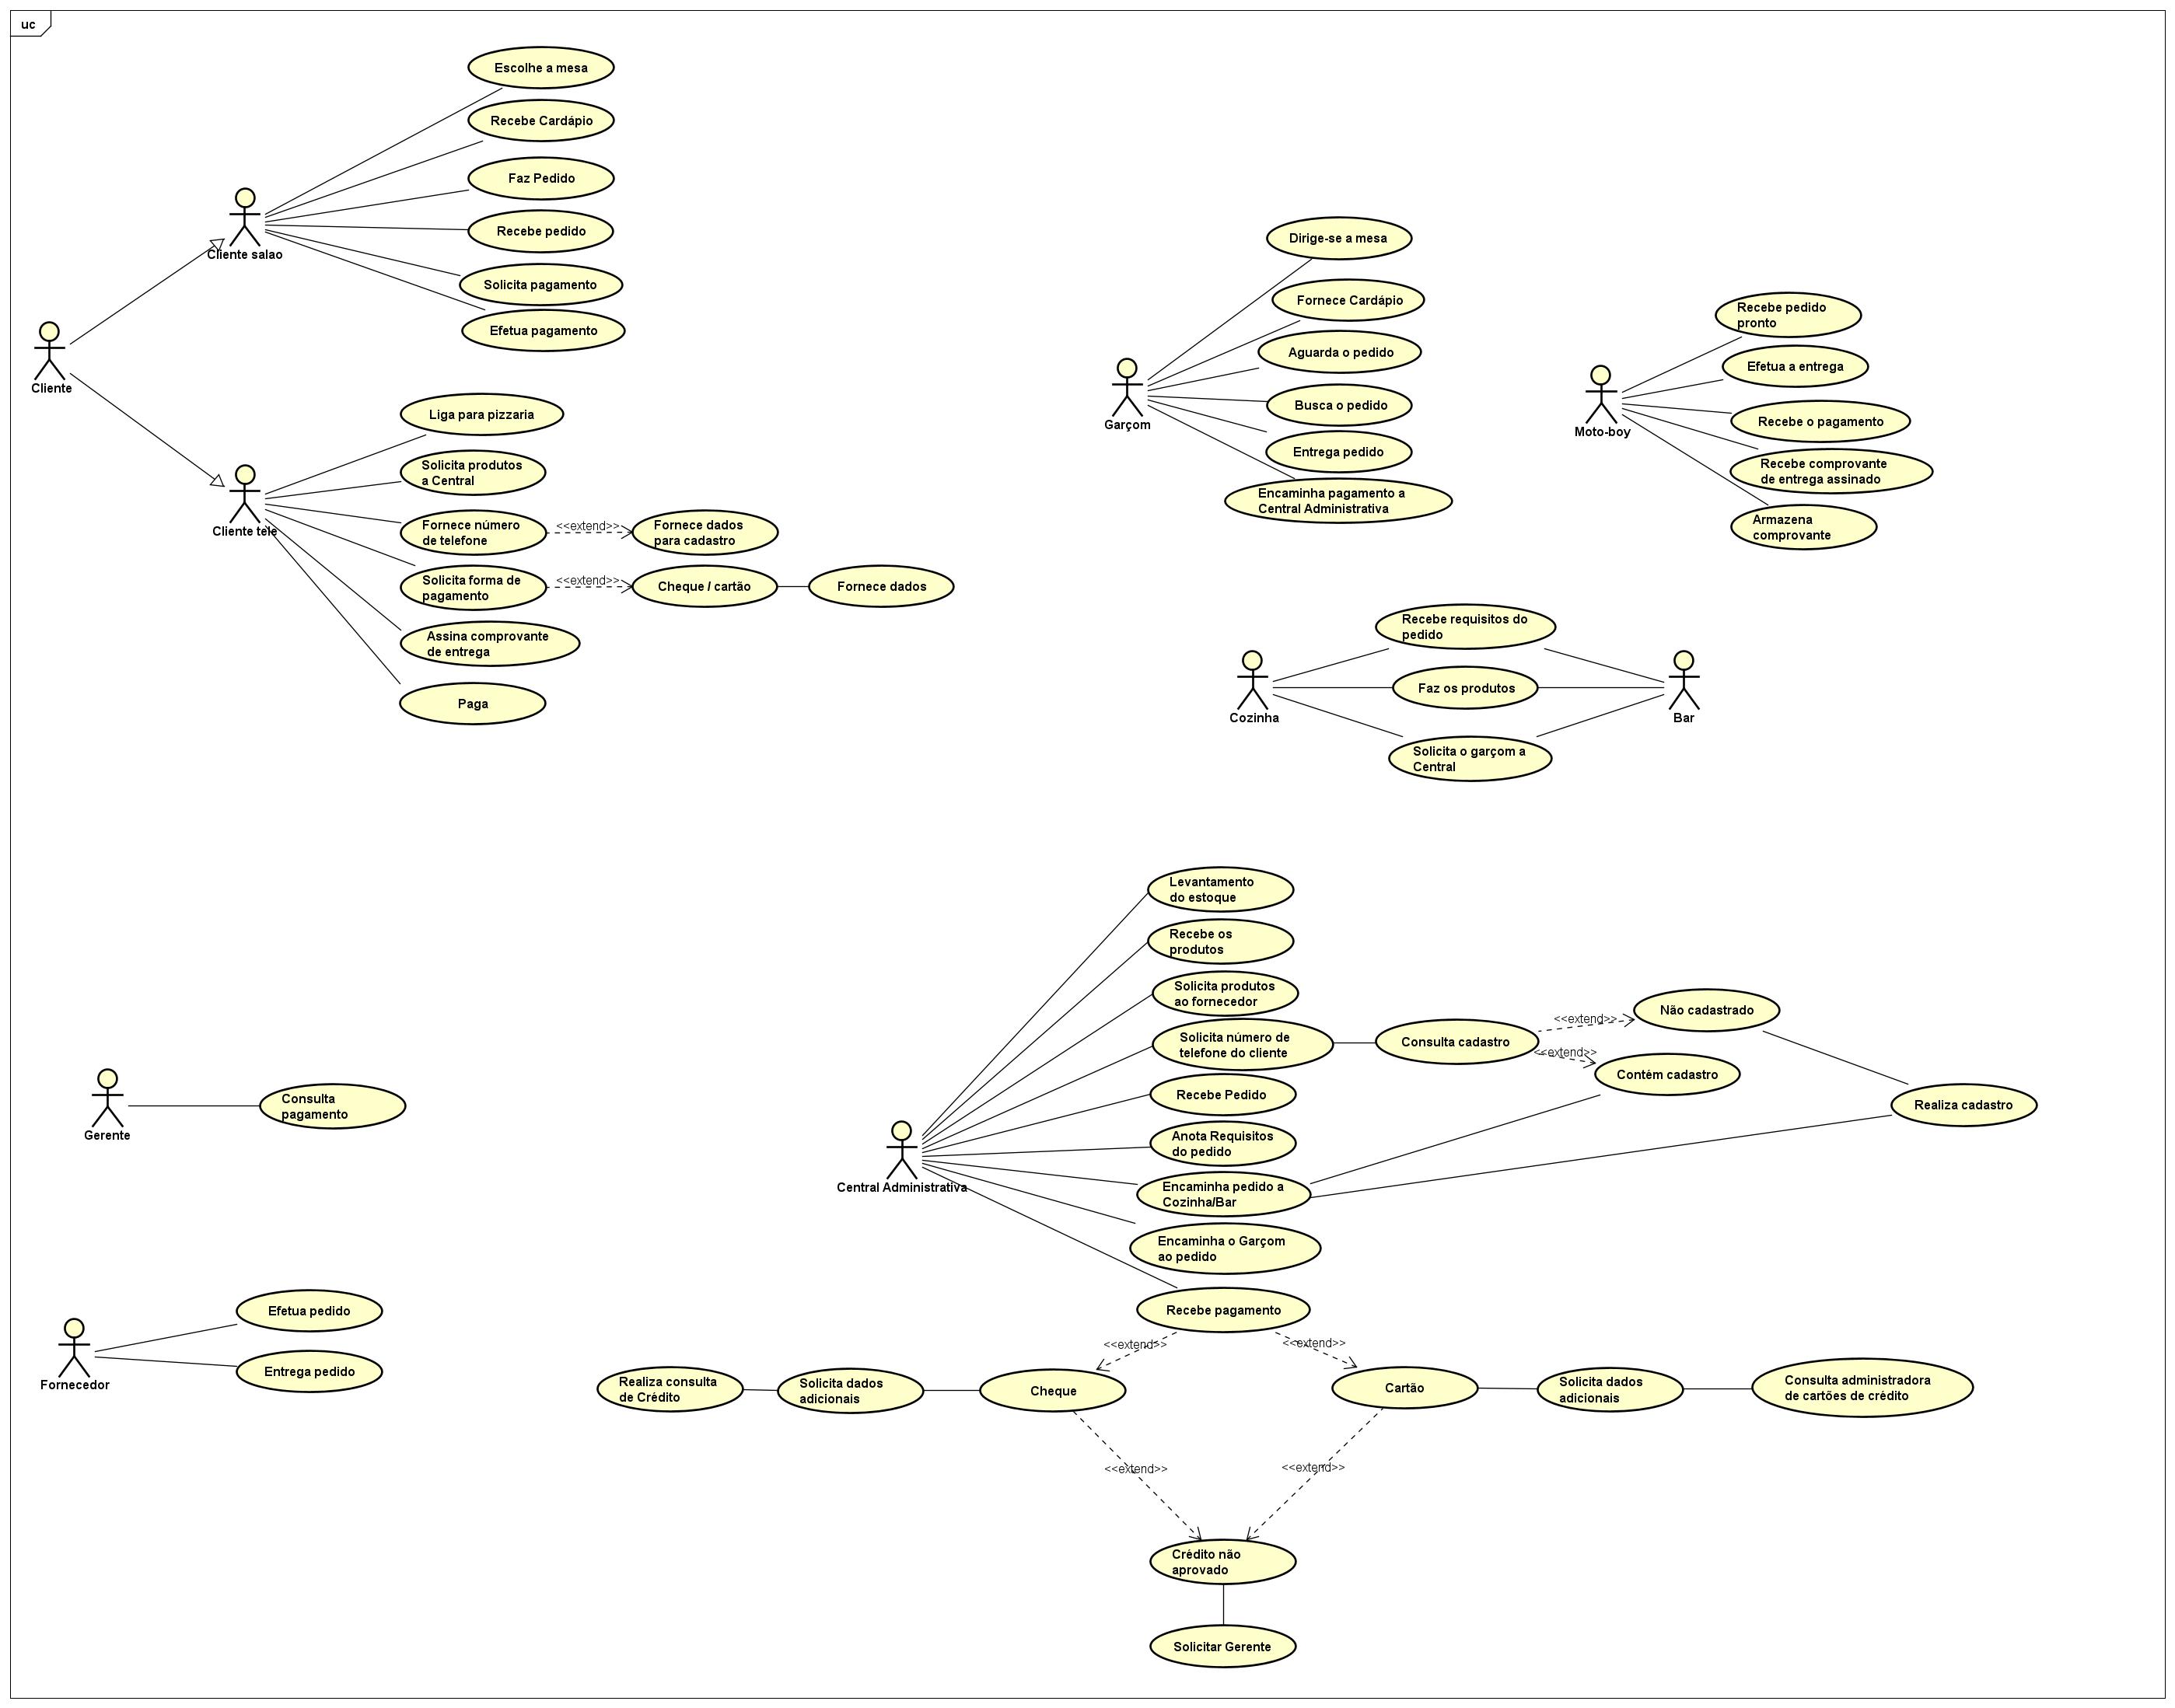 uc
Escolhe a mesa
Recebe Cardápio
Faz Pedido
Recebe pedido
Solicita pagamento
Efetua pagamento
Cliente salao
Cliente
Liga para pizzaria
Solicita produtos
a Central
Fornece número
de telefone
<<extend>>
Fornece dados
para cadastro
Cliente tele
Solicita forma de
pagamento
<<extend>>
Cheque / cartão
Fornece dados
Assina comprovante
de entrega
Paga
Dirige-se a mesa
Fornece Cardápio
Aguarda o pedido
Busca o pedido
Entrega pedido
Encaminha pagamento a
Central Administrativa
Garçom
Recebe pedido
pronto
Efetua a entrega
Recebe o pagamento
Recebe comprovante
de entrega assinado
Armazena
comprovante
Moto-boy
Recebe requisitos do
pedido
Faz os produtos
Solicita o garçom a
Central
Cozinha
Bar
Levantamento
do estoque
Recebe os
produtos
Solicita produtos
ao fornecedor
Solicita número de
telefone do cliente
Consulta cadastro
<<extend>>
Não cadastrado
<<extend>>
Contém cadastro
Realiza cadastro
Recebe Pedido
Anota Requisitos
do pedido
Encaminha pedido a
Cozinha/Bar
Encaminha o Garçom
ao pedido
Central Administrativa
Recebe pagamento
Gerente
Consulta
pagamento
Efetua pedido
Entrega pedido
Fornecedor
<<extend>>
<<extend>>
Realiza consulta
de Crédito
Solicita dados
adicionais
Cheque
Cartão
Solicita dados
adicionais
Consulta administradora
de cartões de crédito
<<extend>>
<<extend>>
Crédito não
aprovado
Solicitar Gerente